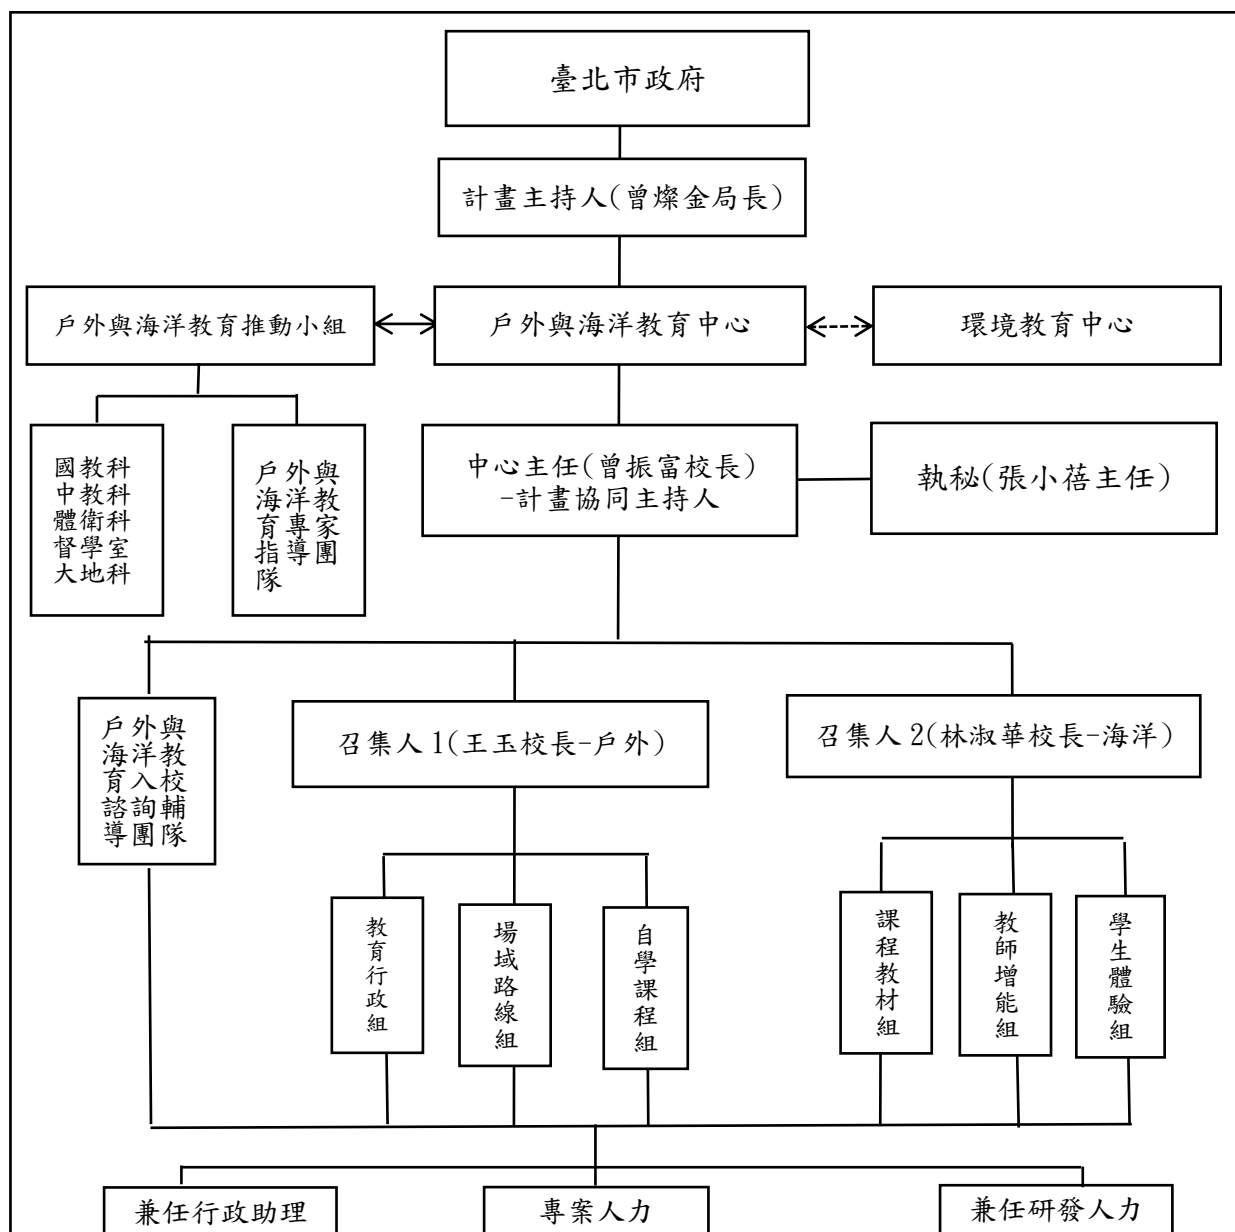 臺北市政府
計畫主持人(曾燦金局長)
戶外與海洋教育推動小組
戶外與海洋教育中心
環境教育中心
國教科
中教科
體衛科
督學室
大地科
戶外與
海洋教
育專家
指導團
隊
中心主任(曾振富校長)
-計畫協同主持人
執秘(張小蓓主任)
戶外與
海洋教
育入校
諮詢輔
導團隊
召集人1(王玉校長-戶外)
召集人2(林淑華校長-海洋)
教育行政組
場域路線組
自學課程組
課程教材組
教師增能組
學生體驗組
兼任行政助理
專案人力
兼任研發人力